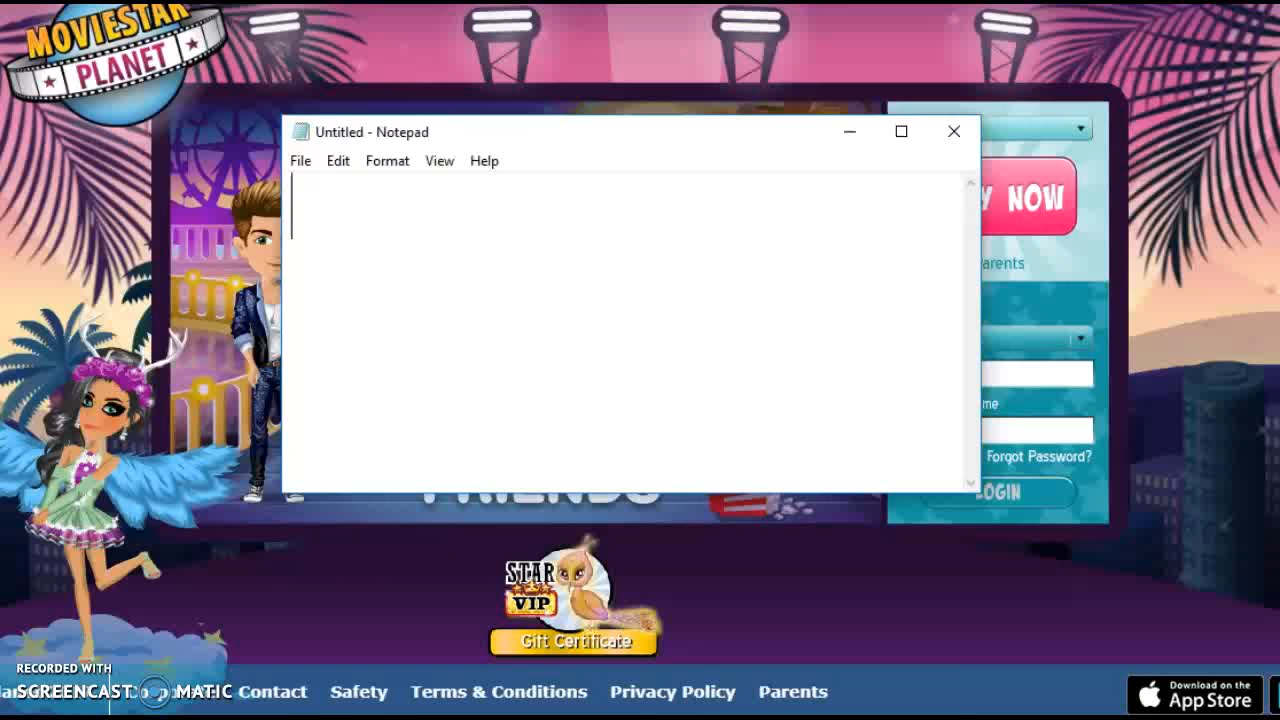 MOVIESTAR
PLANET
Untitled - Notepad
File Edit Format View Help
NOW
arents
me
Forgot Password?
LOGIN
FRIENDS
STAR
VIP
Gift Certificate
RECORDED WITH
SCREENCAST MATIC
Contact Safety Terms & Conditions Privacy Policy Parents
Download on the
App Store